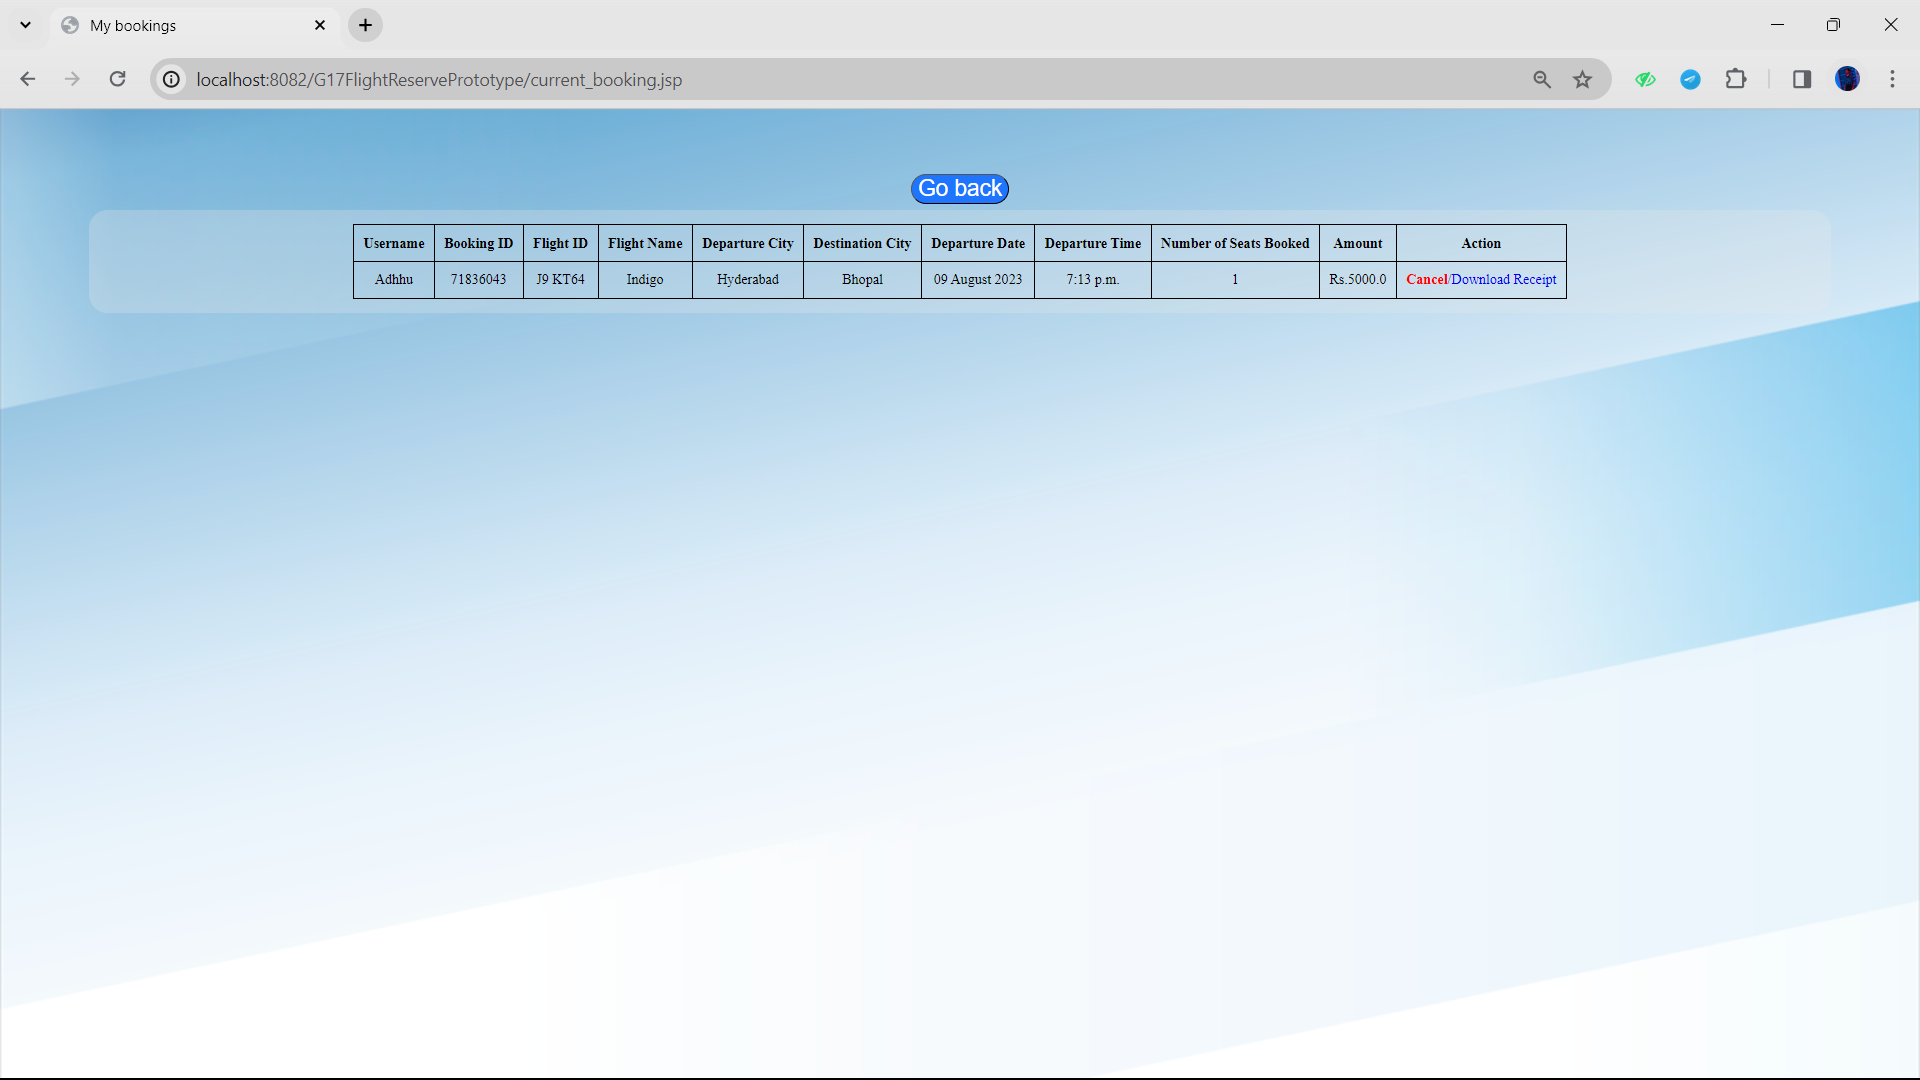 My bookings
localhost:8082/G17FlightReservePrototype/current_booking.jsp
Go back
Username Booking ID Flight ID Flight Name Departure City Destination City Departure Date Departure Time Number of Seats Booked Amount Action
Adhhu 71836043 J9 KT64 Indigo Hyderabad Bhopal 09 August 2023 7:13 p.m. 1 Rs.5000.0 Cancel/Download Receipt